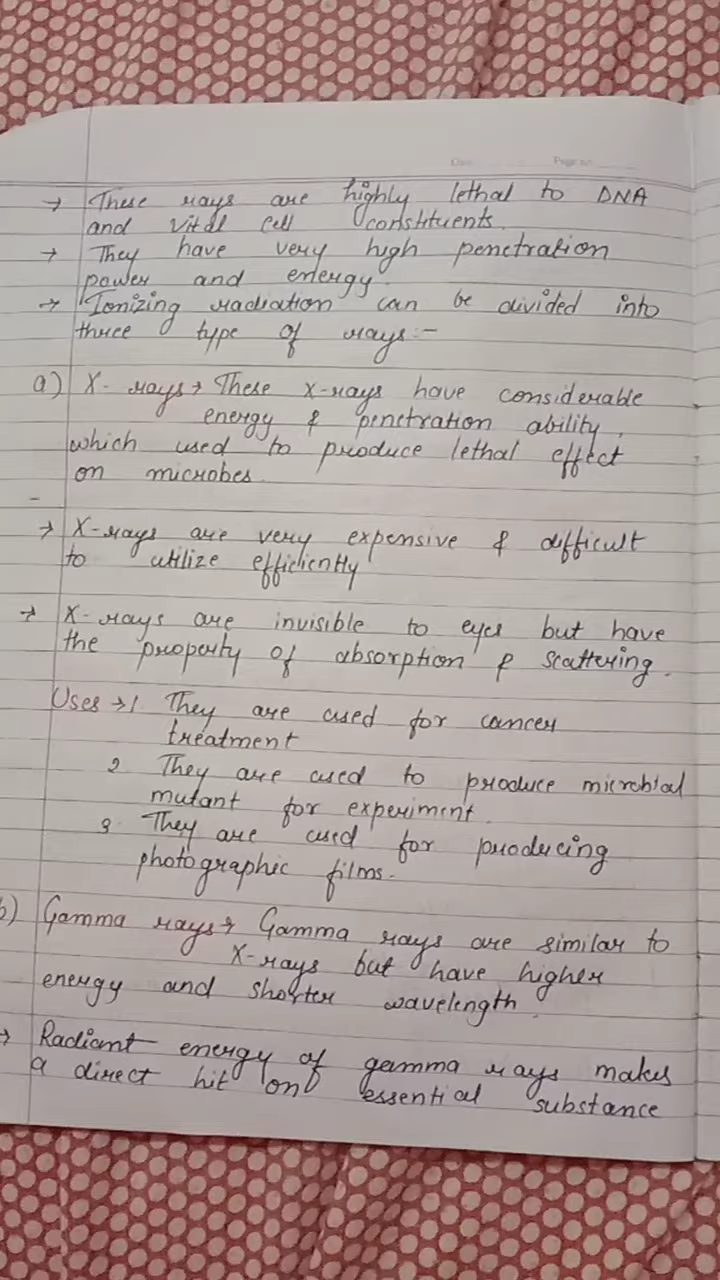 Page no.
→ These rays are highly lethal to DNA
and vital cell constituents.
→ They have very high penetration
power and energy.
→ Ionizing radiation can be divided into
three type of rays:-
a) X-rays → These X-rays have considerable
energy & penetration ability,
which used to produce lethal effect
on microbes.
→ X-rays are very expensive & difficult
to utilize efficiently
→ X-rays are invisible to eyes but have
the property of absorption & scattering.
Uses → 1. They are used for cancer
treatment
2. They are used to produce microbial
mutant for experiment.
3. They are used for producing
photographic films.
b) Gamma rays → Gamma rays are similar to
X-rays but have higher
energy and shorter wavelength.
→ Radiant energy of gamma rays makes
a direct hit on essential substance